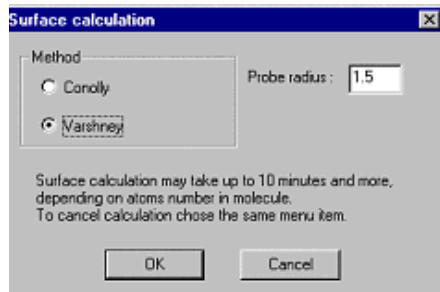 Surface calculation
Method
Conolly
Varshney
Probe radius : 1.5
Surface calculation may take up to 10 minutes and more,
depending on atoms number in molecule.
To cancel calculation chose the same menu item.
OK Cancel